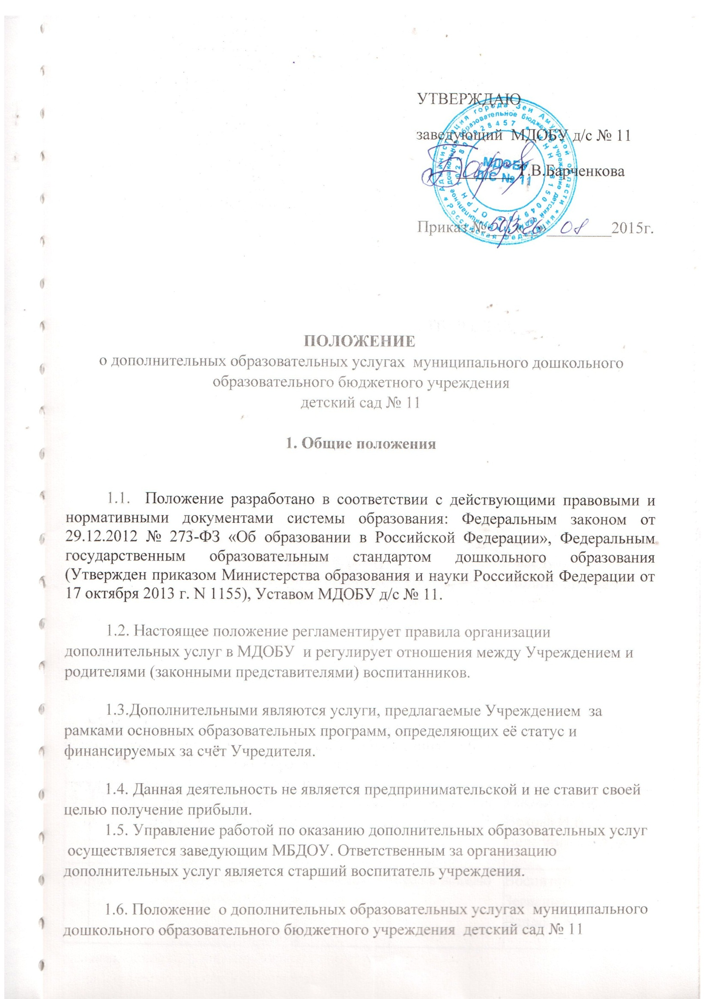 УТВЕРЖДАЮ
заведующий МДОБУ д/с № 11
Т.В.Барченкова
МДОБУ
Д/С № 11
Приказ № 50/3 «26» 08 2015г.
ПОЛОЖЕНИЕ
о дополнительных образовательных услугах муниципального дошкольного
образовательного бюджетного учреждения
детский сад № 11
1. Общие положения
1.1. Положение разработано в соответствии с действующими правовыми и
нормативными документами системы образования: Федеральным законом от
29.12.2012 № 273-ФЗ «Об образовании в Российской Федерации», Федеральным
государственным образовательным стандартом дошкольного образования
(Утвержден приказом Министерства образования и науки Российской Федерации от
17 октября 2013 г. N 1155), Уставом МДОБУ д/с № 11.
1.2. Настоящее положение регламентирует правила организации
дополнительных услуг в МДОБУ и регулирует отношения между Учреждением и
родителями (законными представителями) воспитанников.
1.3.Дополнительными являются услуги, предлагаемые Учреждением за
рамками основных образовательных программ, определяющих её статус и
финансируемых за счёт Учредителя.
1.4. Данная деятельность не является предпринимательской и не ставит своей
целью получение прибыли.
1.5. Управление работой по оказанию дополнительных образовательных услуг
осуществляется заведующим МБДОУ. Ответственным за организацию
дополнительных услуг является старший воспитатель учреждения.
1.6. Положение о дополнительных образовательных услугах муниципального
дошкольного образовательного бюджетного учреждения детский сад № 11